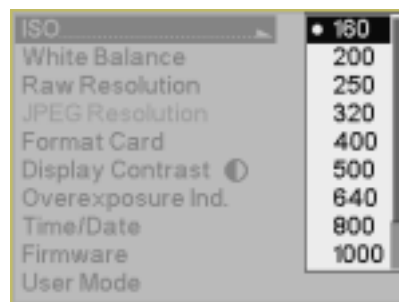 ISO 160
White Balance 200
Raw Resolution 250
JPEG Resolution 320
Format Card 400
Display Contrast 500
Overexposure Ind. 640
Time/Date 800
Firmware 1000
User Mode